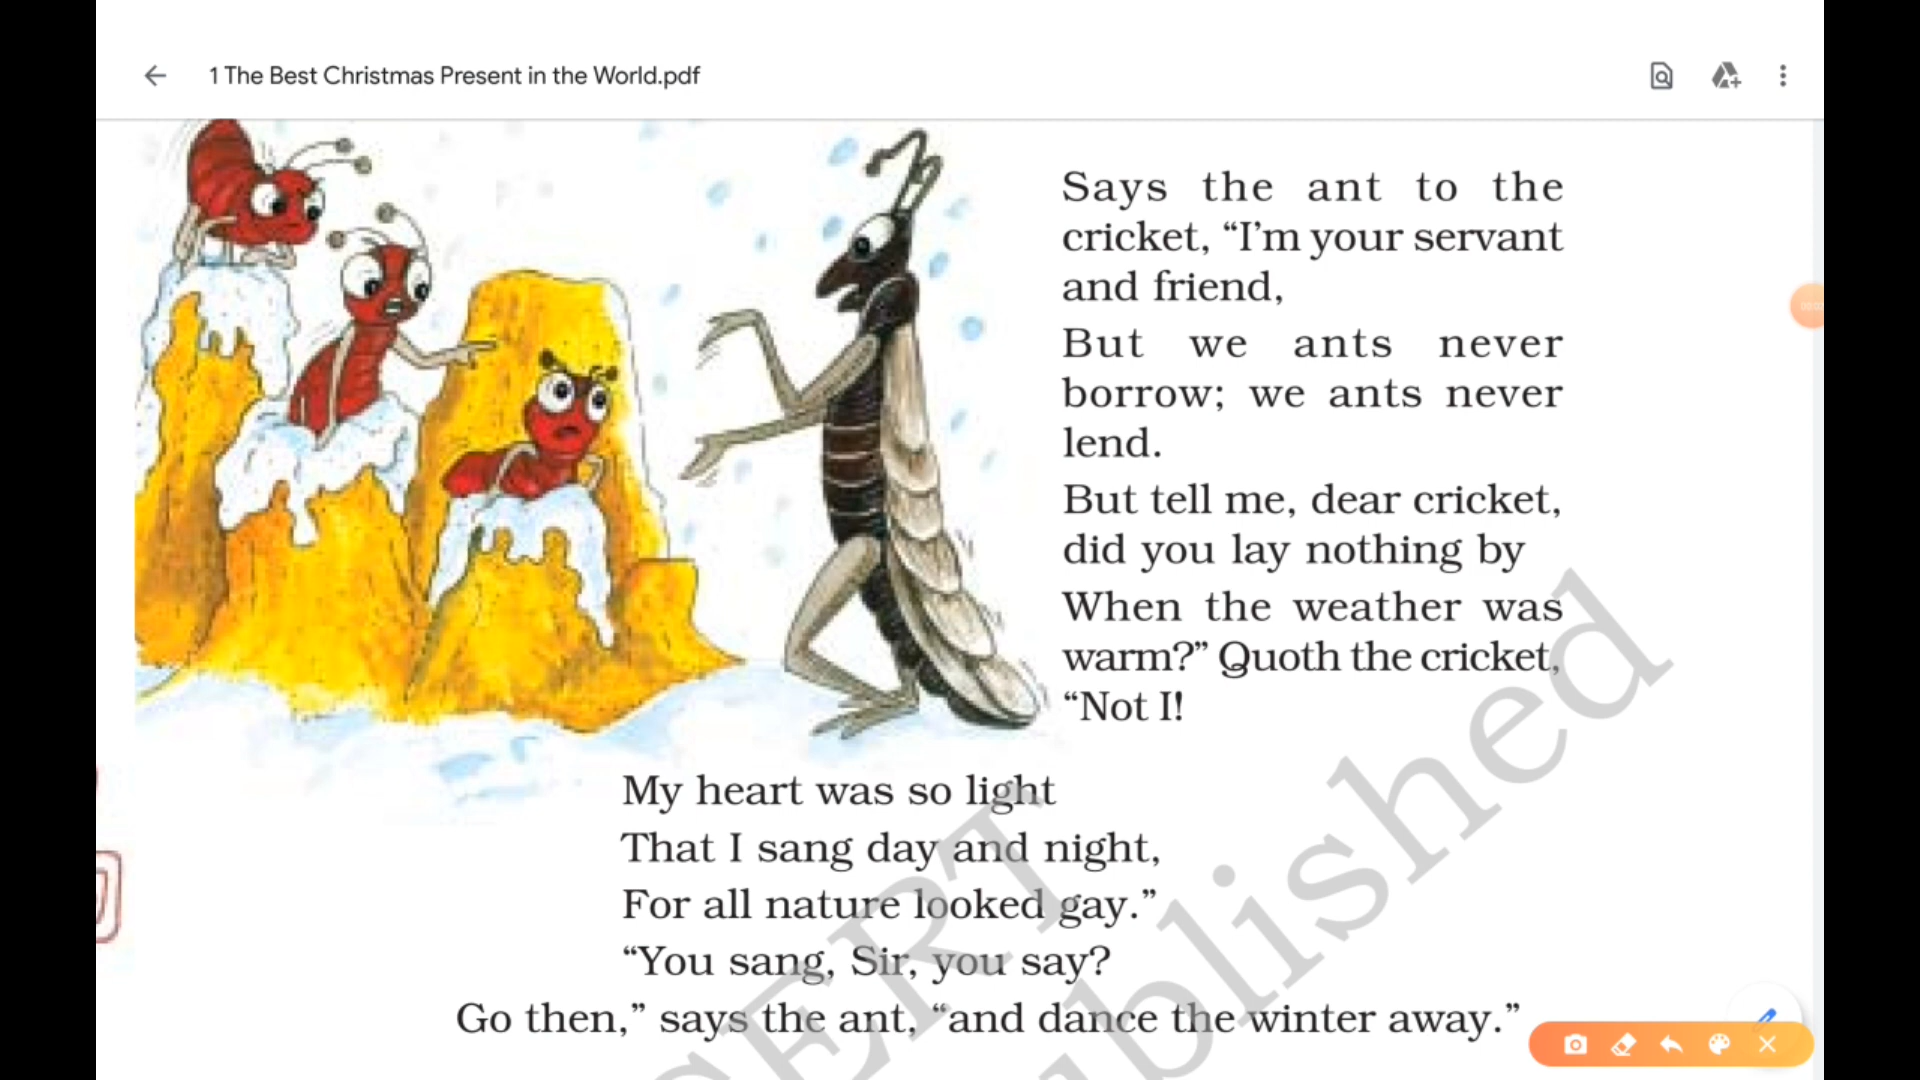 1 The Best Christmas Present in the World.pdf
Says the ant to the
cricket, “I’m your servant
and friend,
But we ants never
borrow; we ants never
lend.
But tell me, dear cricket,
did you lay nothing by
When the weather was
warm?” Quoth the cricket,
“Not I!
My heart was so light
That I sang day and night,
For all nature looked gay.”
“You sang, Sir, you say?
Go then,” says the ant, “and dance the winter away.”